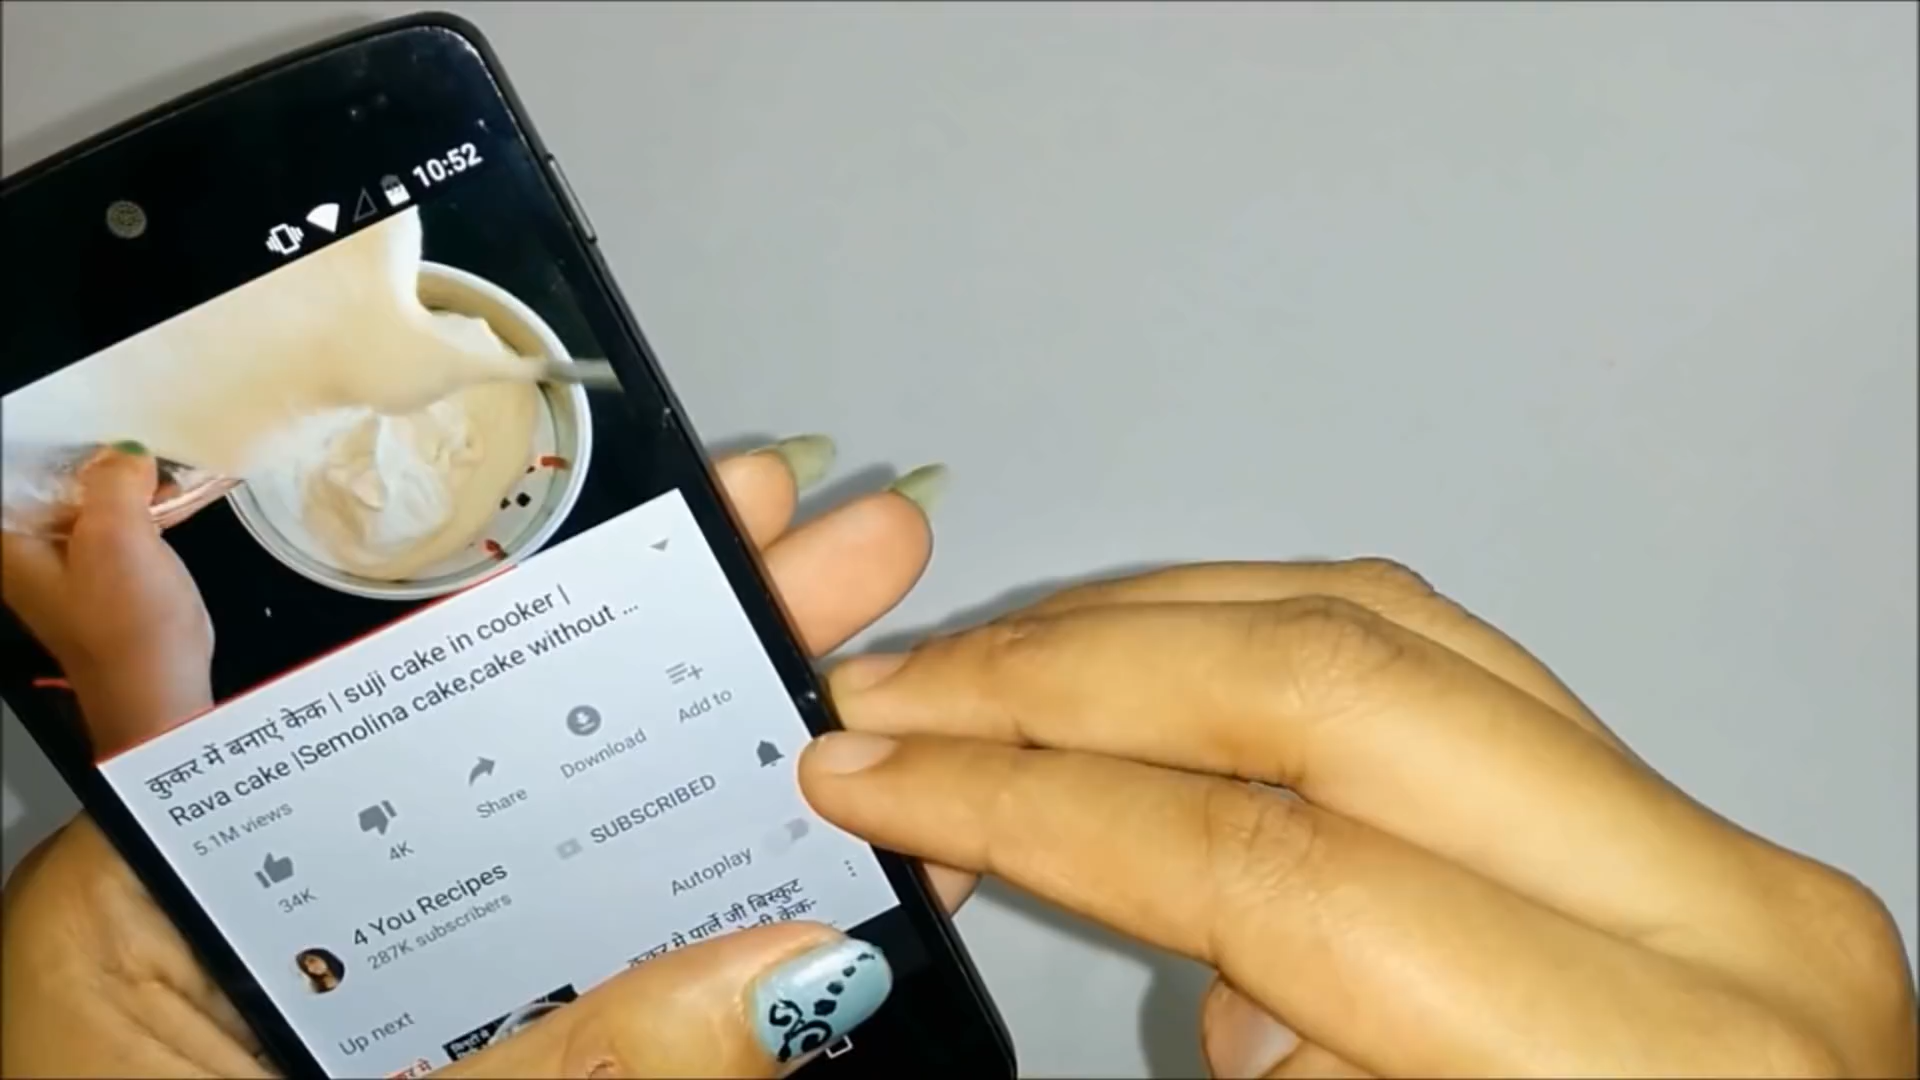 10:52
कुकर में बनाएं केक | suji cake in cooker |
Rava cake |Semolina cake,cake without ...
5.1M views
34K
4K
Share
Download
Add to
4 You Recipes
287K subscribers
SUBSCRIBED
Autoplay
Up next
कुकर में पार्ले जी बिस्कुट
केक-